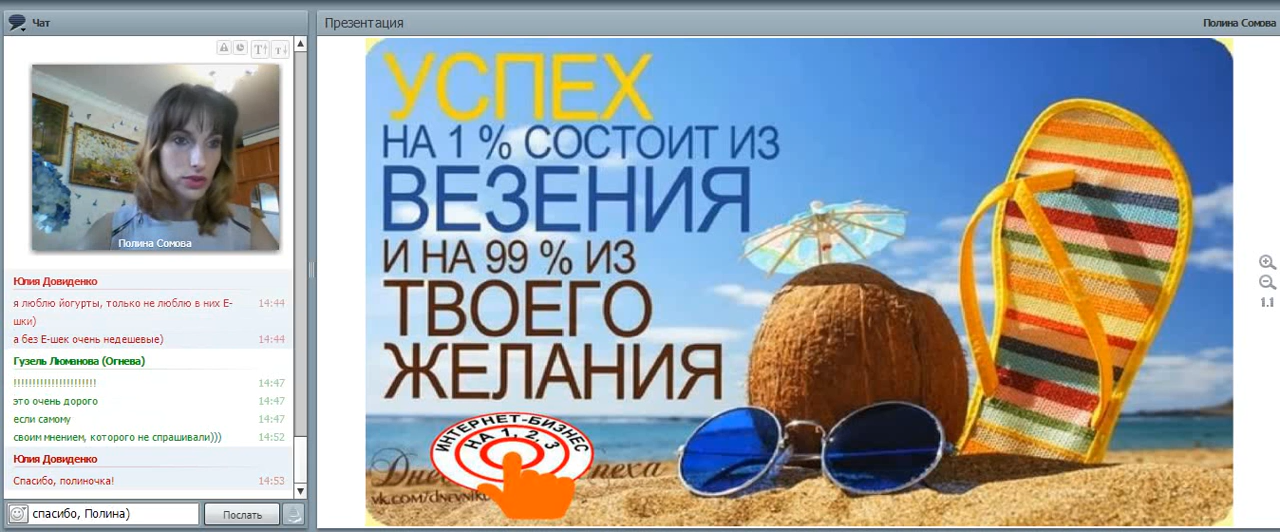 Чат
Полина Сомова
Юлия Довиденко
я люблю йогурты, только не люблю в них Е-
шки)
14:44
а без Е-шек очень недешевые)
14:44
Гузель Люманова (Огнева)
!!!!!!!!!!!!!!!!!!!!!!
14:47
это очень дорого
14:47
если самому
14:47
своим мнением, которого не спрашивали)))
14:52
Юлия Довиденко
Спасибо, полиночка!
14:53
спасибо, Полина)
Послать
Презентация
Полина Сомова
УСПЕХ
НА 1 % СОСТОИТ ИЗ
ВЕЗЕНИЯ
И НА 99 % ИЗ
ТВОЕГО
ЖЕЛАНИЯ
ИНТЕРНЕТ-БИЗНЕС
НА 1, 2, 3
1.1